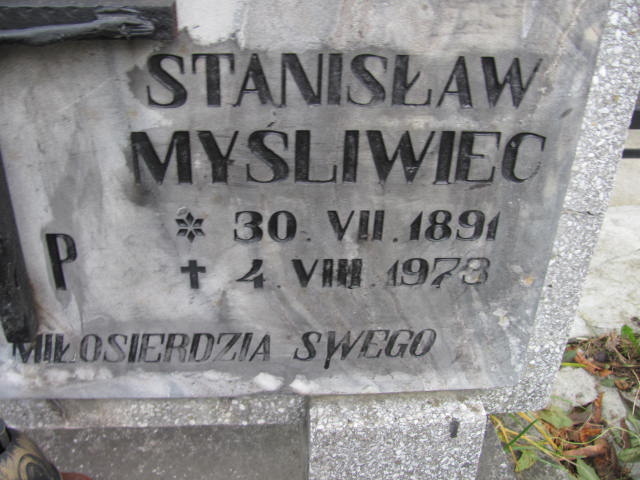 STANISŁAW
MYŚLIWIEC
* 30. VII. 1891
P † 4. VIII. 1973
MIŁOSIERDZIA SWEGO